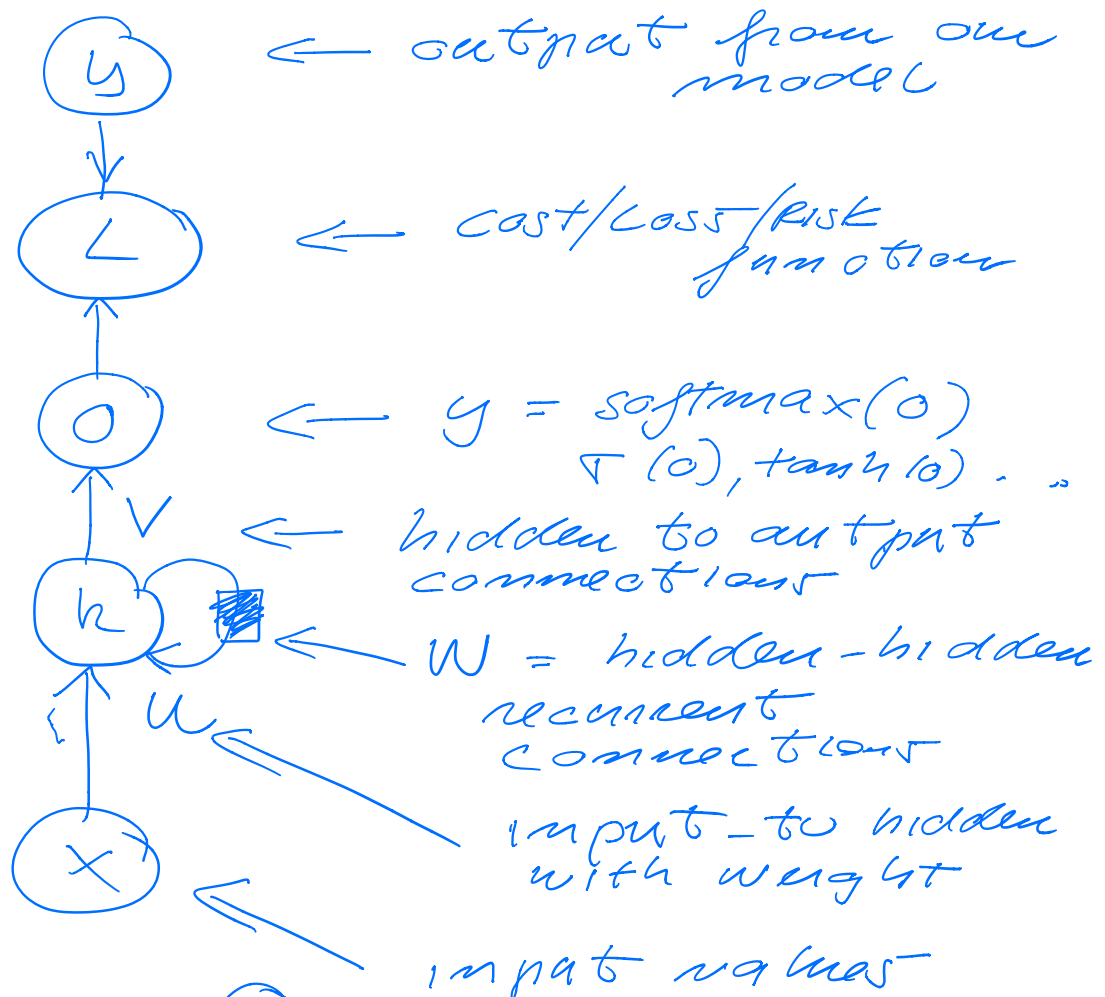 y
output from our
model
L
cost/Loss/Risk
function
O
y = softmax(o)
σ(o), tanh(o) . ..
V
hidden to output
connections
h
W = hidden-hidden
recurrent
connections
U
input-to hidden
with weight
X
input values